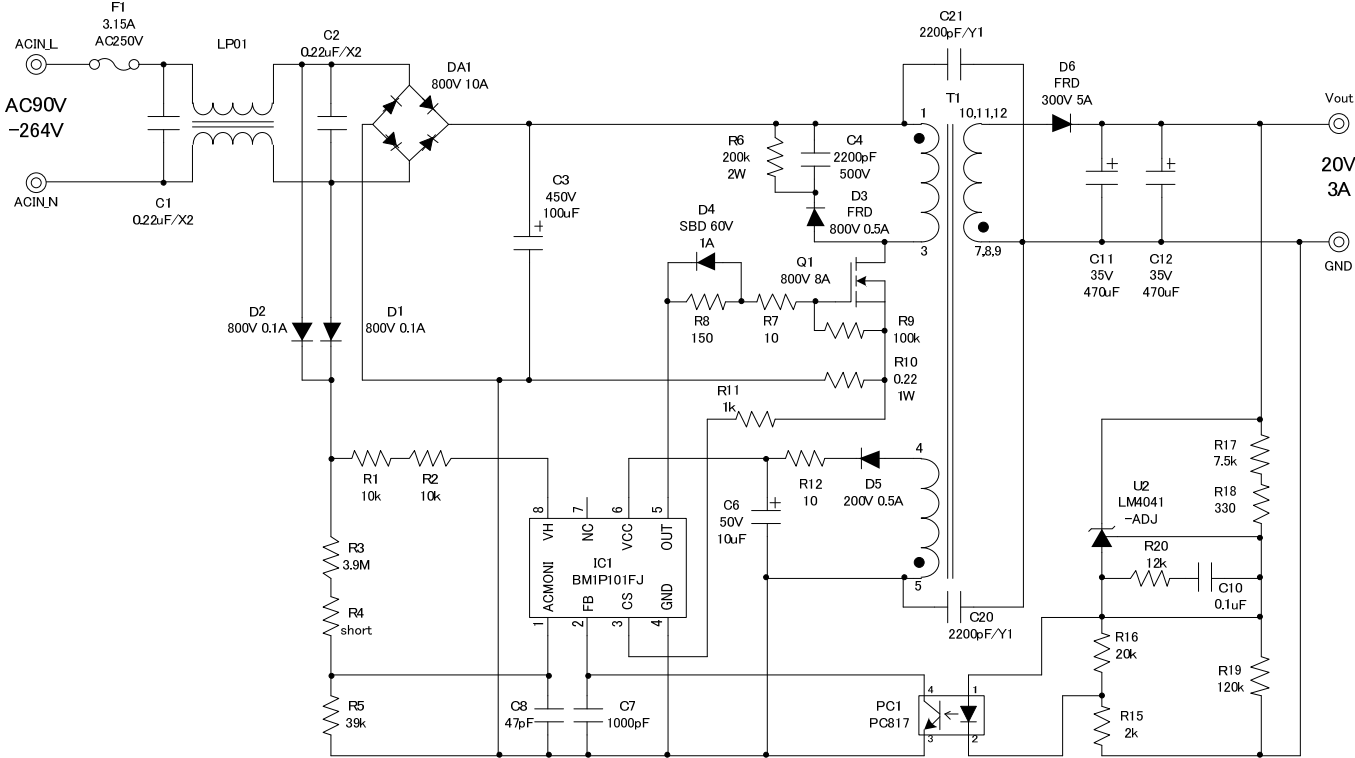 F1
3.15A
AC250V
ACIN_L
LP01
C2
0.22uF/X2
DA1
800V 10A
AC90V
-264V
ACIN_N
C1
0.22uF/X2
C3
450V
100uF
R6
200k
2W
C4
2200pF
500V
D3
FRD
800V 0.5A
C21
2200pF/Y1
T1
1
3
10,11,12
7,8,9
D6
FRD
300V 5A
Vout
20V
3A
GND
C11
35V
470uF
C12
35V
470uF
D4
SBD 60V
1A
Q1
800V 8A
R8
150
R7
10
R9
100k
R10
0.22
1W
R11
1k
D2
800V 0.1A
D1
800V 0.1A
R1
10k
R2
10k
R12
10
D5
200V 0.5A
4
5
C6
50V
10uF
8
7
6
5
VH
NC
VCC
OUT
IC1
BM1P101FJ
ACMONI
FB
CS
GND
1
2
3
4
R3
3.9M
R4
short
R5
39k
C8
47pF
C7
1000pF
C20
2200pF/Y1
PC1
PC817
4
3
1
2
R17
7.5k
R18
330
U2
LM4041
-ADJ
R20
12k
C10
0.1uF
R16
20k
R15
2k
R19
120k